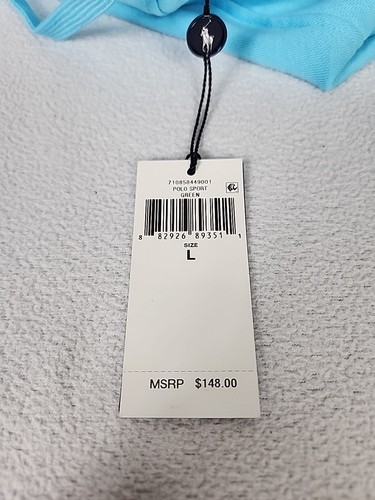 710858449001
POLO SPORT
GREEN
8 82926 89351 1
SIZE
L
MSRP $148.00